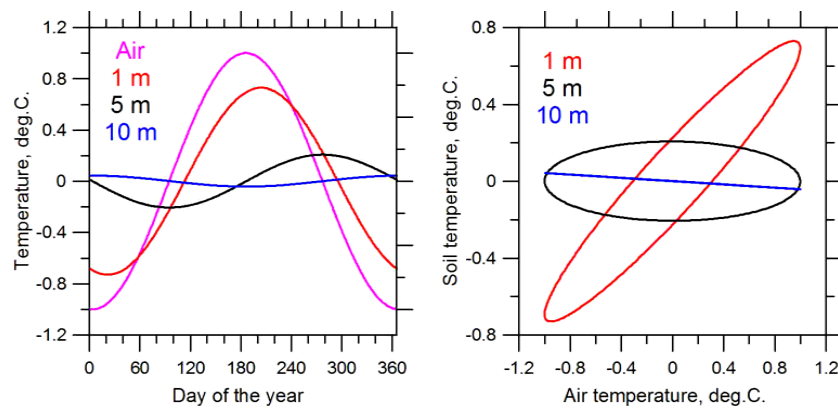 1.2
0.8
0.4
0
-0.4
-0.8
-1.2
Temperature, deg.C.
Air
1 m
5 m
10 m
0 60 120 180 240 300 360
Day of the year
0.8
0.4
0
-0.4
-0.8
Soil temperature, deg.C.
1 m
5 m
10 m
-1.2 -0.8 -0.4 0 0.4 0.8 1.2
Air temperature, deg.C.